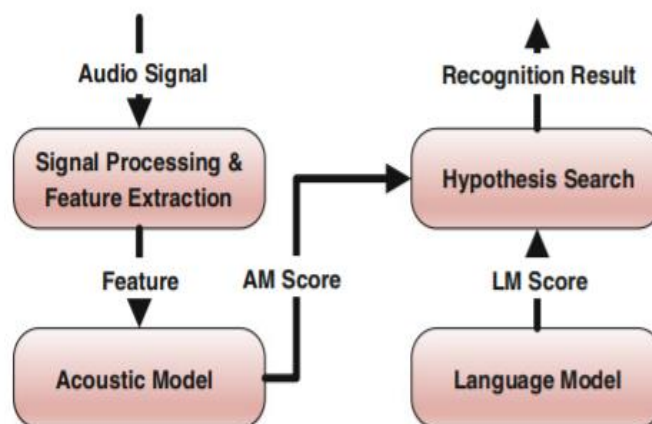 Audio Signal
Signal Processing &
Feature Extraction
Feature
Acoustic Model
AM Score
Recognition Result
Hypothesis Search
LM Score
Language Model